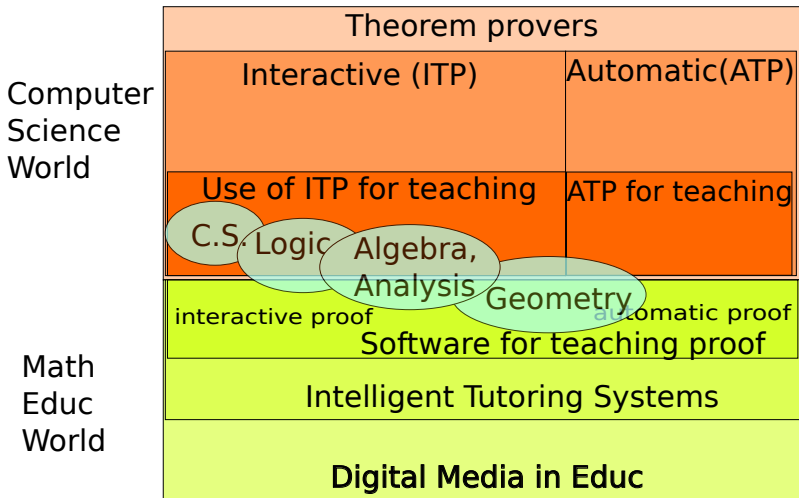 Theorem provers
Interactive (ITP)
Automatic(ATP)
Computer
Science
World
Use of ITP for teaching
ATP for teaching
C.S.
Logic
Algebra,
Analysis
Geometry
interactive proof
automatic proof
Software for teaching proof
Math
Educ
World
Intelligent Tutoring Systems
Digital Media in Educ